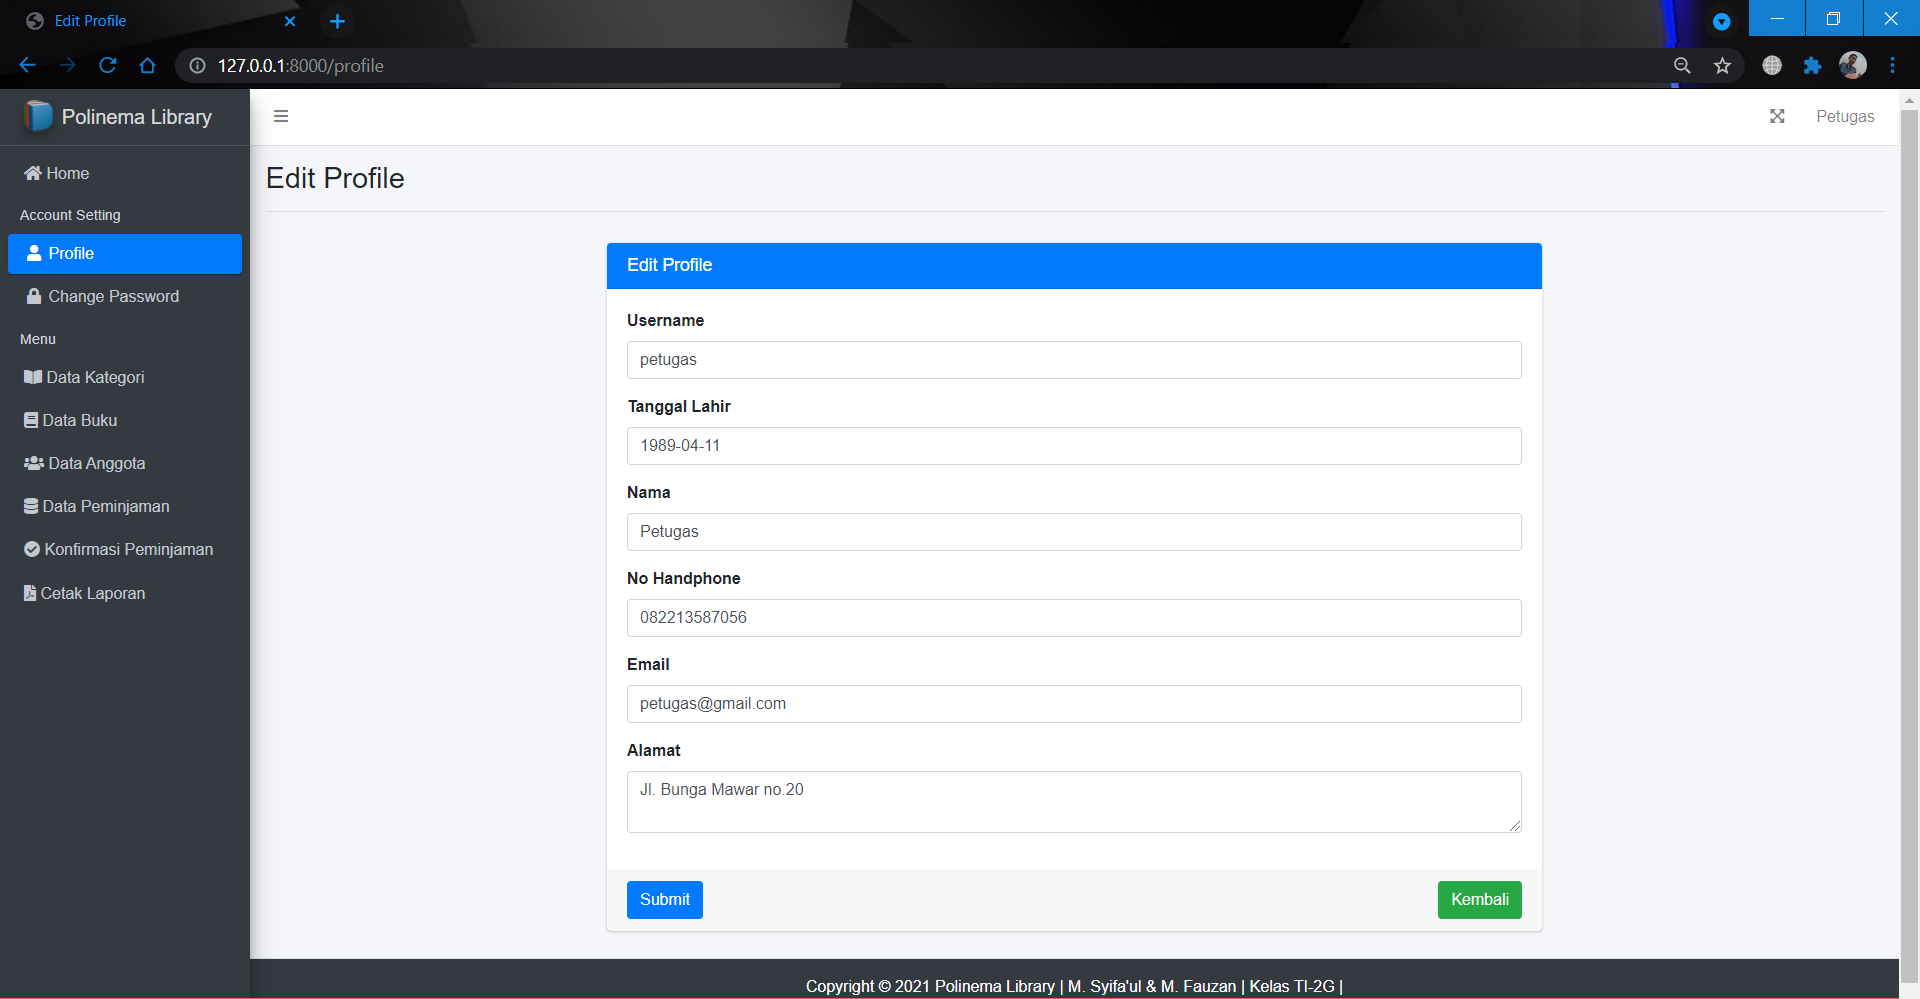 Edit Profile
127.0.0.1:8000/profile
Polinema Library
Petugas
Home
Account Setting
Profile
Change Password
Menu
Data Kategori
Data Buku
Data Anggota
Data Peminjaman
Konfirmasi Peminjaman
Cetak Laporan
Edit Profile
Edit Profile
Username
petugas
Tanggal Lahir
1989-04-11
Nama
Petugas
No Handphone
082213587056
Email
petugas@gmail.com
Alamat
Jl. Bunga Mawar no.20
Submit
Kembali
Copyright © 2021 Polinema Library | M. Syifa'ul & M. Fauzan | Kelas TI-2G |